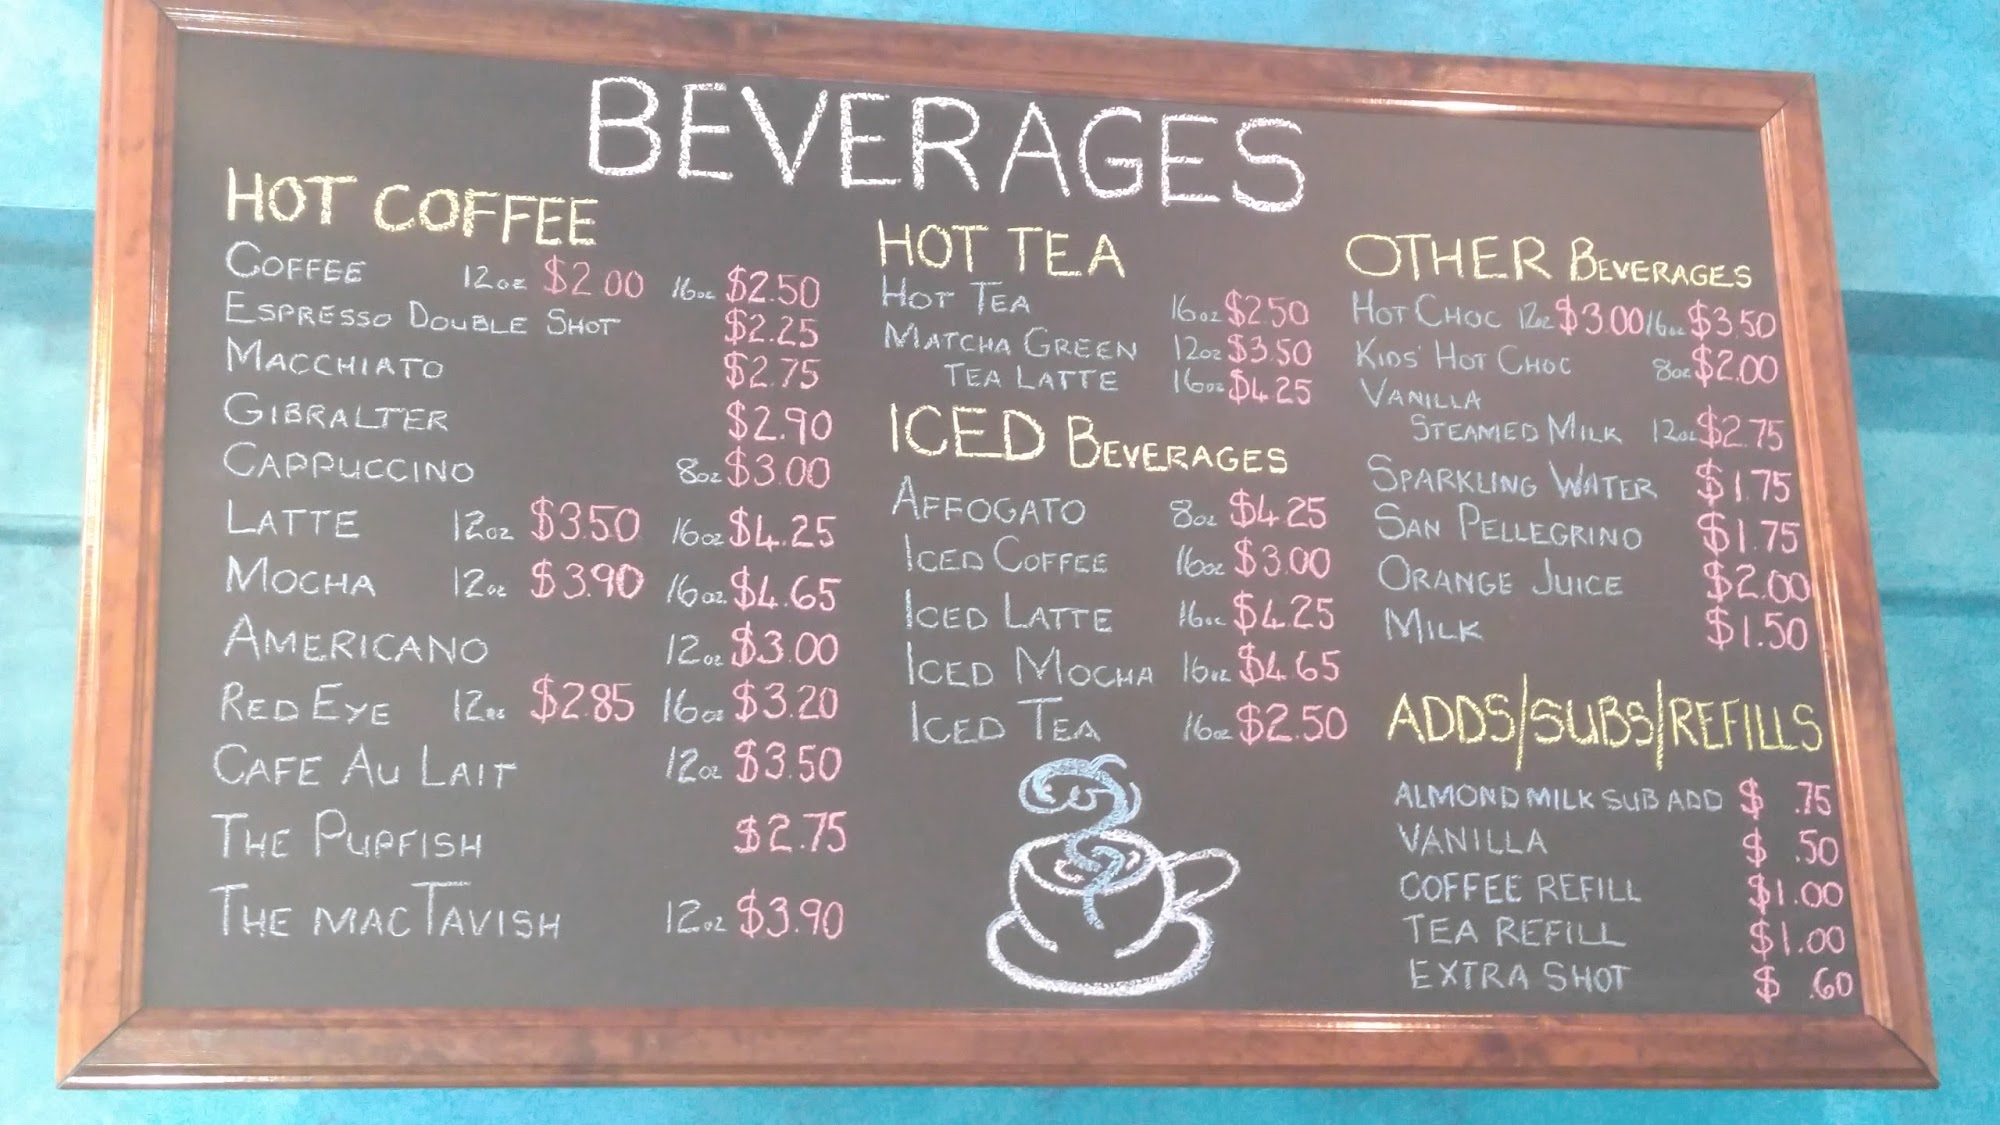 BEVERAGES
HOT COFFEE
COFFEE 12oz $2.00 16oz $2.50
ESPRESSO DOUBLE SHOT $2.25
MACCHIATO $2.75
GIBRALTER $2.90
CAPPUCCINO 8oz $3.00
LATTE 12oz $3.50 16oz $4.25
MOCHA 12oz $3.90 16oz $4.65
AMERICANO 12oz $3.00
RED EYE 12oz $2.85 16oz $3.20
CAFE AU LAIT 12oz $3.50
THE PUPFISH $2.75
THE MACTAVISH 12oz $3.90
HOT TEA
HOT TEA 16oz $2.50
MATCHA GREEN 12oz $3.50
TEA LATTE 16oz $4.25
ICED BEVERAGES
AFFOGATO 8oz $4.25
ICED COFFEE 16oz $3.00
ICED LATTE 16oz $4.25
ICED MOCHA 16oz $4.65
ICED TEA 16oz $2.50
OTHER BEVERAGES
HOT CHOC 12oz $3.00 16oz $3.50
KIDS' HOT CHOC 8oz $2.00
VANILLA
STEAMED MILK 12oz $2.75
SPARKLING WATER $1.75
SAN PELLEGRINO $1.75
ORANGE JUICE $2.00
MILK $1.50
ADDS/SUBS/REFILLS
ALMOND MILK SUB ADD $ .75
VANILLA $ .50
COFFEE REFILL $1.00
TEA REFILL $1.00
EXTRA SHOT $ .60